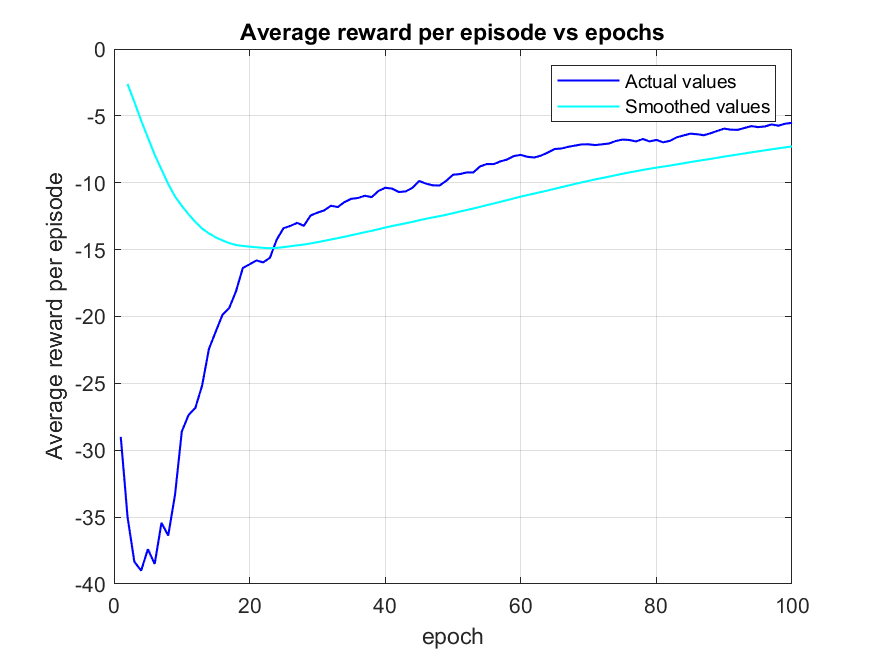 Average reward per episode vs epochs
Actual values
Smoothed values
Average reward per episode
0
-5
-10
-15
-20
-25
-30
-35
-40
0 20 40 60 80 100
epoch